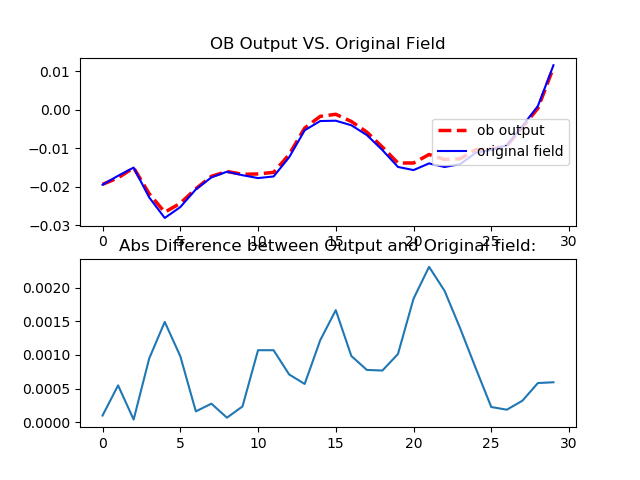 OB Output VS. Original Field
0.01
0.00
−0.01
−0.02
−0.03
ob output
original field
0 5 10 15 20 25 30
Abs Difference between Output and Original field:
0.0020
0.0015
0.0010
0.0005
0.0000
0 5 10 15 20 25 30